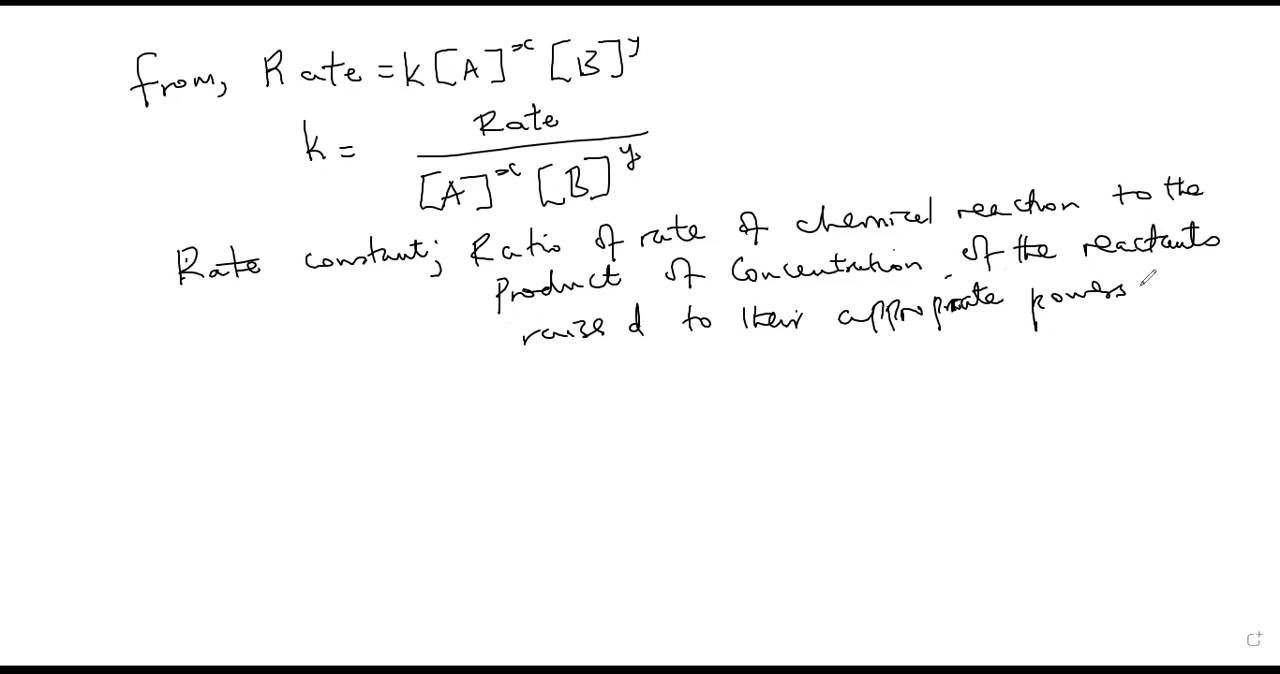 from, Rate = k[A]^x [B]^y
k = Rate / [A]^x [B]^y
Rate constant; Ratio of rate of chemical reaction to the
product of concentration of the reactants
raised to their appropriate powers